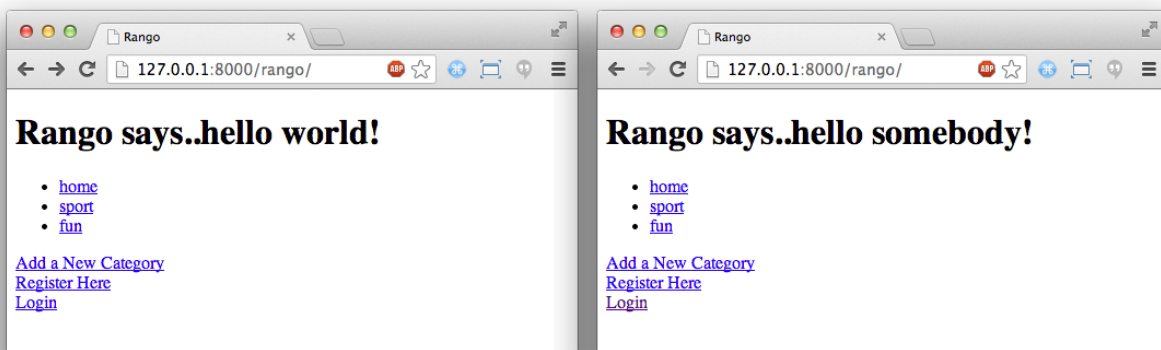 Rango
127.0.0.1:8000/rango/
ABP
Rango says..hello world!
home
sport
fun
Add a New Category
Register Here
Login
Rango
127.0.0.1:8000/rango/
ABP
Rango says..hello somebody!
home
sport
fun
Add a New Category
Register Here
Login